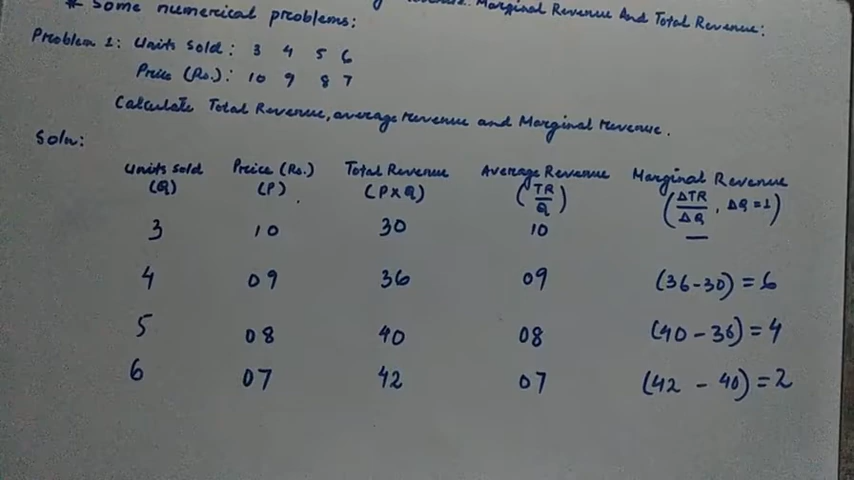 # Some numerical problems:
Marginal Revenue And Total Revenue:
Problem 1: Units Sold: 3 4 5 6
Price (Rs.): 10 9 8 7
Calculate Total Revenue, average revenue and Marginal revenue.
Soln:
Units Sold (Q) Price (Rs.) (P) Total Revenue (P×Q) Average Revenue (TR/Q) Marginal Revenue (ΔTR/ΔQ, ΔQ = 1)
3 10 30 10 —
4 09 36 09 (36-30) = 6
5 08 40 08 (40 - 36) = 4
6 07 42 07 (42 - 40) = 2